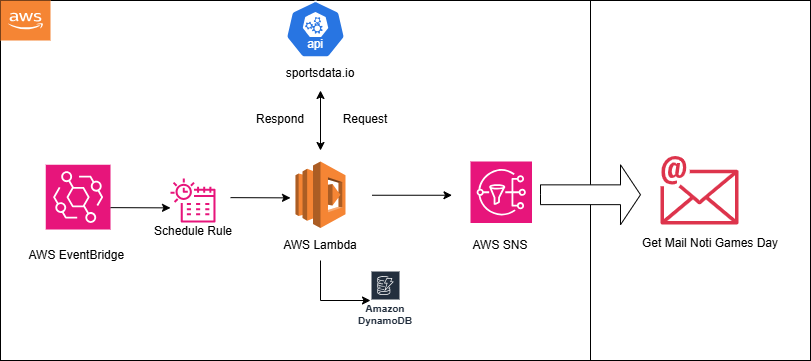 aws
api
sportsdata.io
Respond
Request
Schedule Rule
AWS EventBridge
AWS Lambda
AWS SNS
Get Mail Noti Games Day
Amazon
DynamoDB